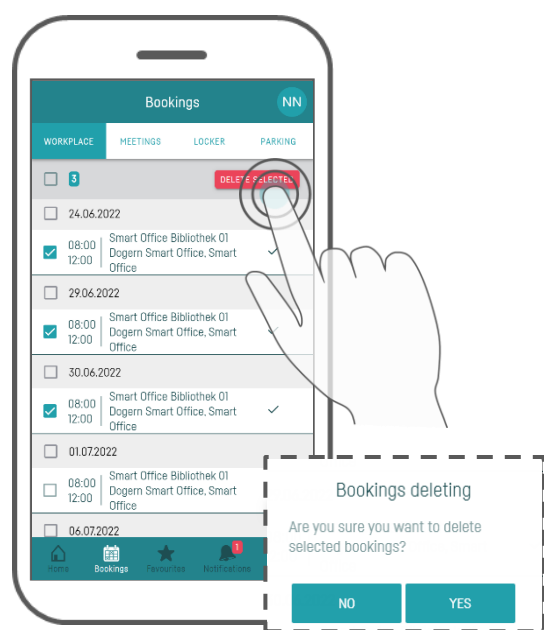 Bookings
NN
WORKPLACE MEETINGS LOCKER PARKING
3 DELETE SELECTED
24.06.2022
08:00 Smart Office Bibliothek 01
12:00 Dogern Smart Office, Smart
Office
29.06.2022
08:00 Smart Office Bibliothek 01
12:00 Dogern Smart Office, Smart
Office
30.06.2022
08:00 Smart Office Bibliothek 01
12:00 Dogern Smart Office, Smart
Office
01.07.2022
08:00 Smart Office Bibliothek 01
12:00 Dogern Smart Office, Smart
Office
06.07.2022
Home Bookings Favourites Notifications 1
Bookings deleting
Are you sure you want to delete
selected bookings?
NO YES